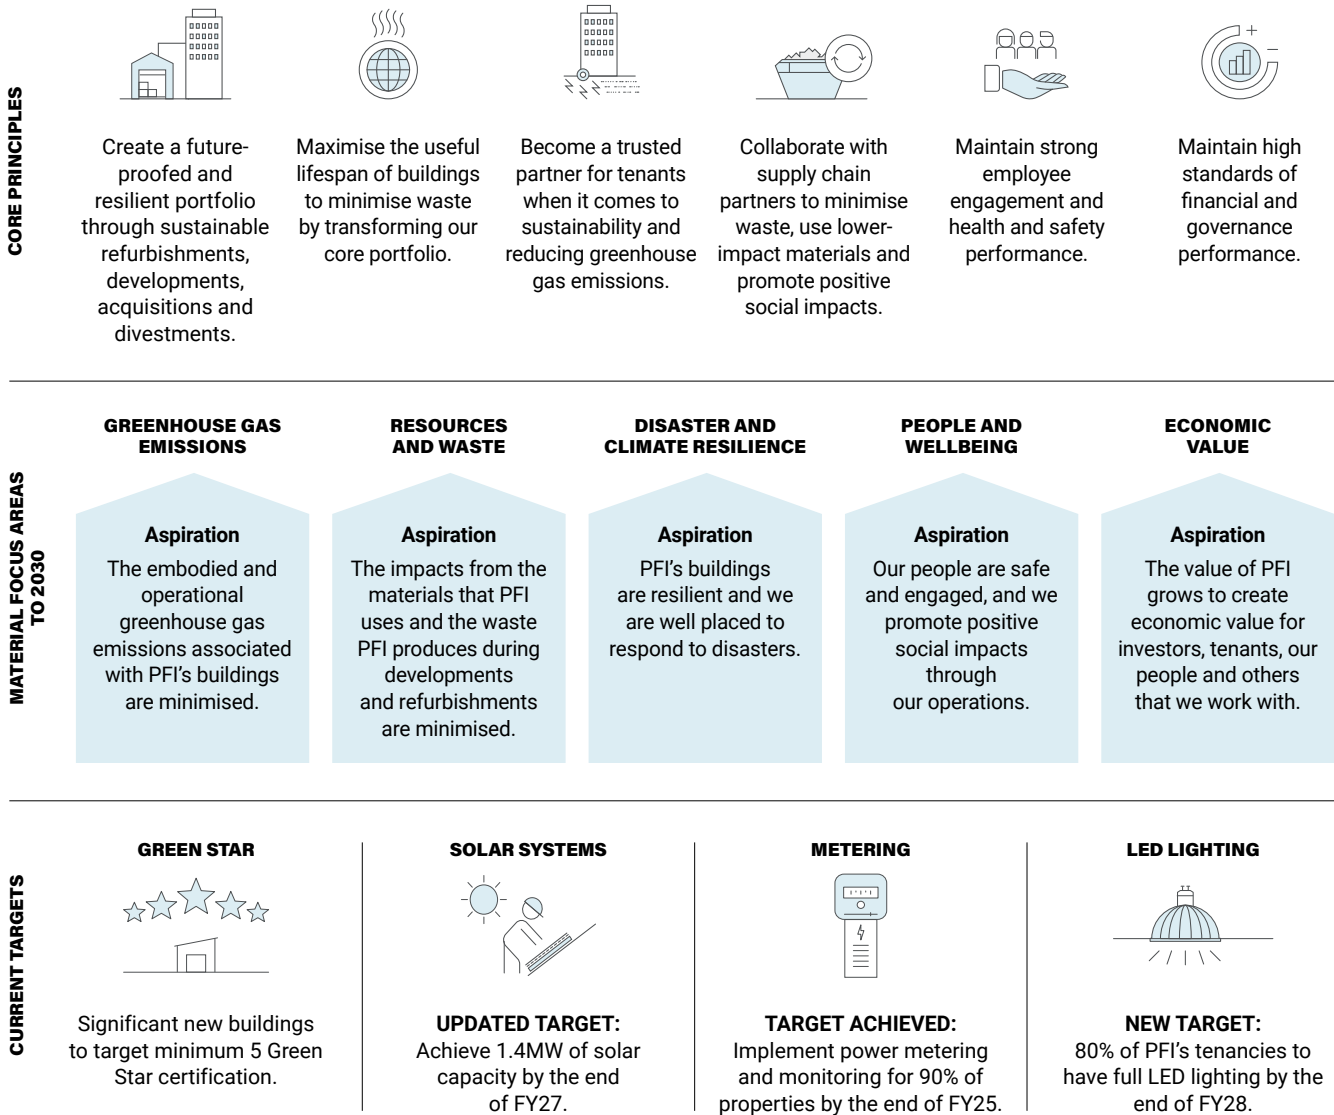 CORE PRINCIPLES
Create a future-
proofed and
resilient portfolio
through sustainable
refurbishments,
developments,
acquisitions and
divestments.
Maximise the useful
lifespan of buildings
to minimise waste
by transforming our
core portfolio.
Become a trusted
partner for tenants
when it comes to
sustainability and
reducing greenhouse
gas emissions.
Collaborate with
supply chain
partners to minimise
waste, use lower-
impact materials and
promote positive
social impacts.
Maintain strong
employee
engagement and
health and safety
performance.
Maintain high
standards of
financial and
governance
performance.
MATERIAL FOCUS AREAS
TO 2030
GREENHOUSE GAS
EMISSIONS
Aspiration
The embodied and
operational
greenhouse gas
emissions associated
with PFI's buildings
are minimised.
RESOURCES
AND WASTE
Aspiration
The impacts from the
materials that PFI
uses and the waste
PFI produces during
developments
and refurbishments
are minimised.
DISASTER AND
CLIMATE RESILIENCE
Aspiration
PFI's buildings
are resilient and we
are well placed to
respond to disasters.
PEOPLE AND
WELLBEING
Aspiration
Our people are safe
and engaged, and we
promote positive
social impacts
through
our operations.
ECONOMIC
VALUE
Aspiration
The value of PFI
grows to create
economic value for
investors, tenants, our
people and others
that we work with.
CURRENT TARGETS
GREEN STAR
Significant new buildings
to target minimum 5 Green
Star certification.
SOLAR SYSTEMS
UPDATED TARGET:
Achieve 1.4MW of solar
capacity by the end
of FY27.
METERING
TARGET ACHIEVED:
Implement power metering
and monitoring for 90% of
properties by the end of FY25.
LED LIGHTING
NEW TARGET:
80% of PFI's tenancies to
have full LED lighting by the
end of FY28.